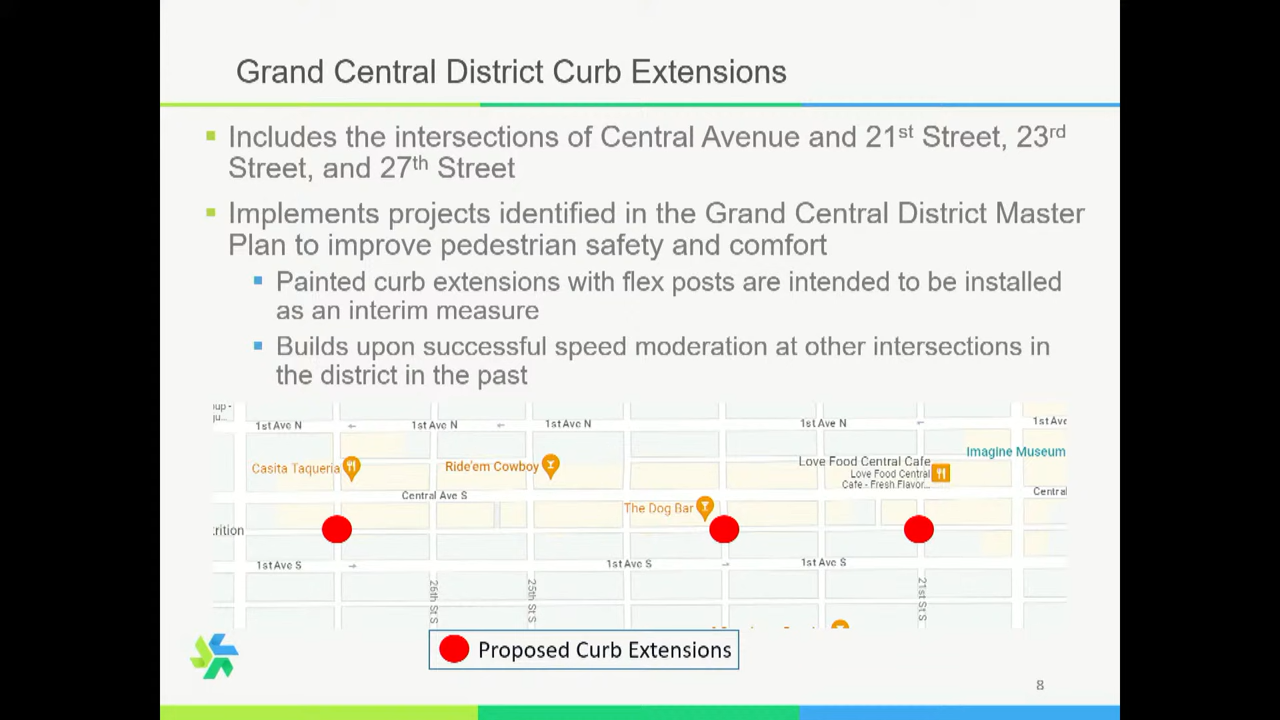 Grand Central District Curb Extensions
Includes the intersections of Central Avenue and 21st Street, 23rd
Street, and 27th Street
Implements projects identified in the Grand Central District Master
Plan to improve pedestrian safety and comfort
Painted curb extensions with flex posts are intended to be installed
as an interim measure
Builds upon successful speed moderation at other intersections in
the district in the past
1st Ave N
1st Ave N
1st Ave N
1st Ave N
1st Ave
Casita Taqueria
Ride'em Cowboy
Love Food Central Cafe
Love Food Central
Cafe - Fresh Flavor...
Imagine Museum
Central Ave S
Central
The Dog Bar
trition
1st Ave S
1st Ave S
1st Ave S
26th St S
25th St S
21st St S
Proposed Curb Extensions
8